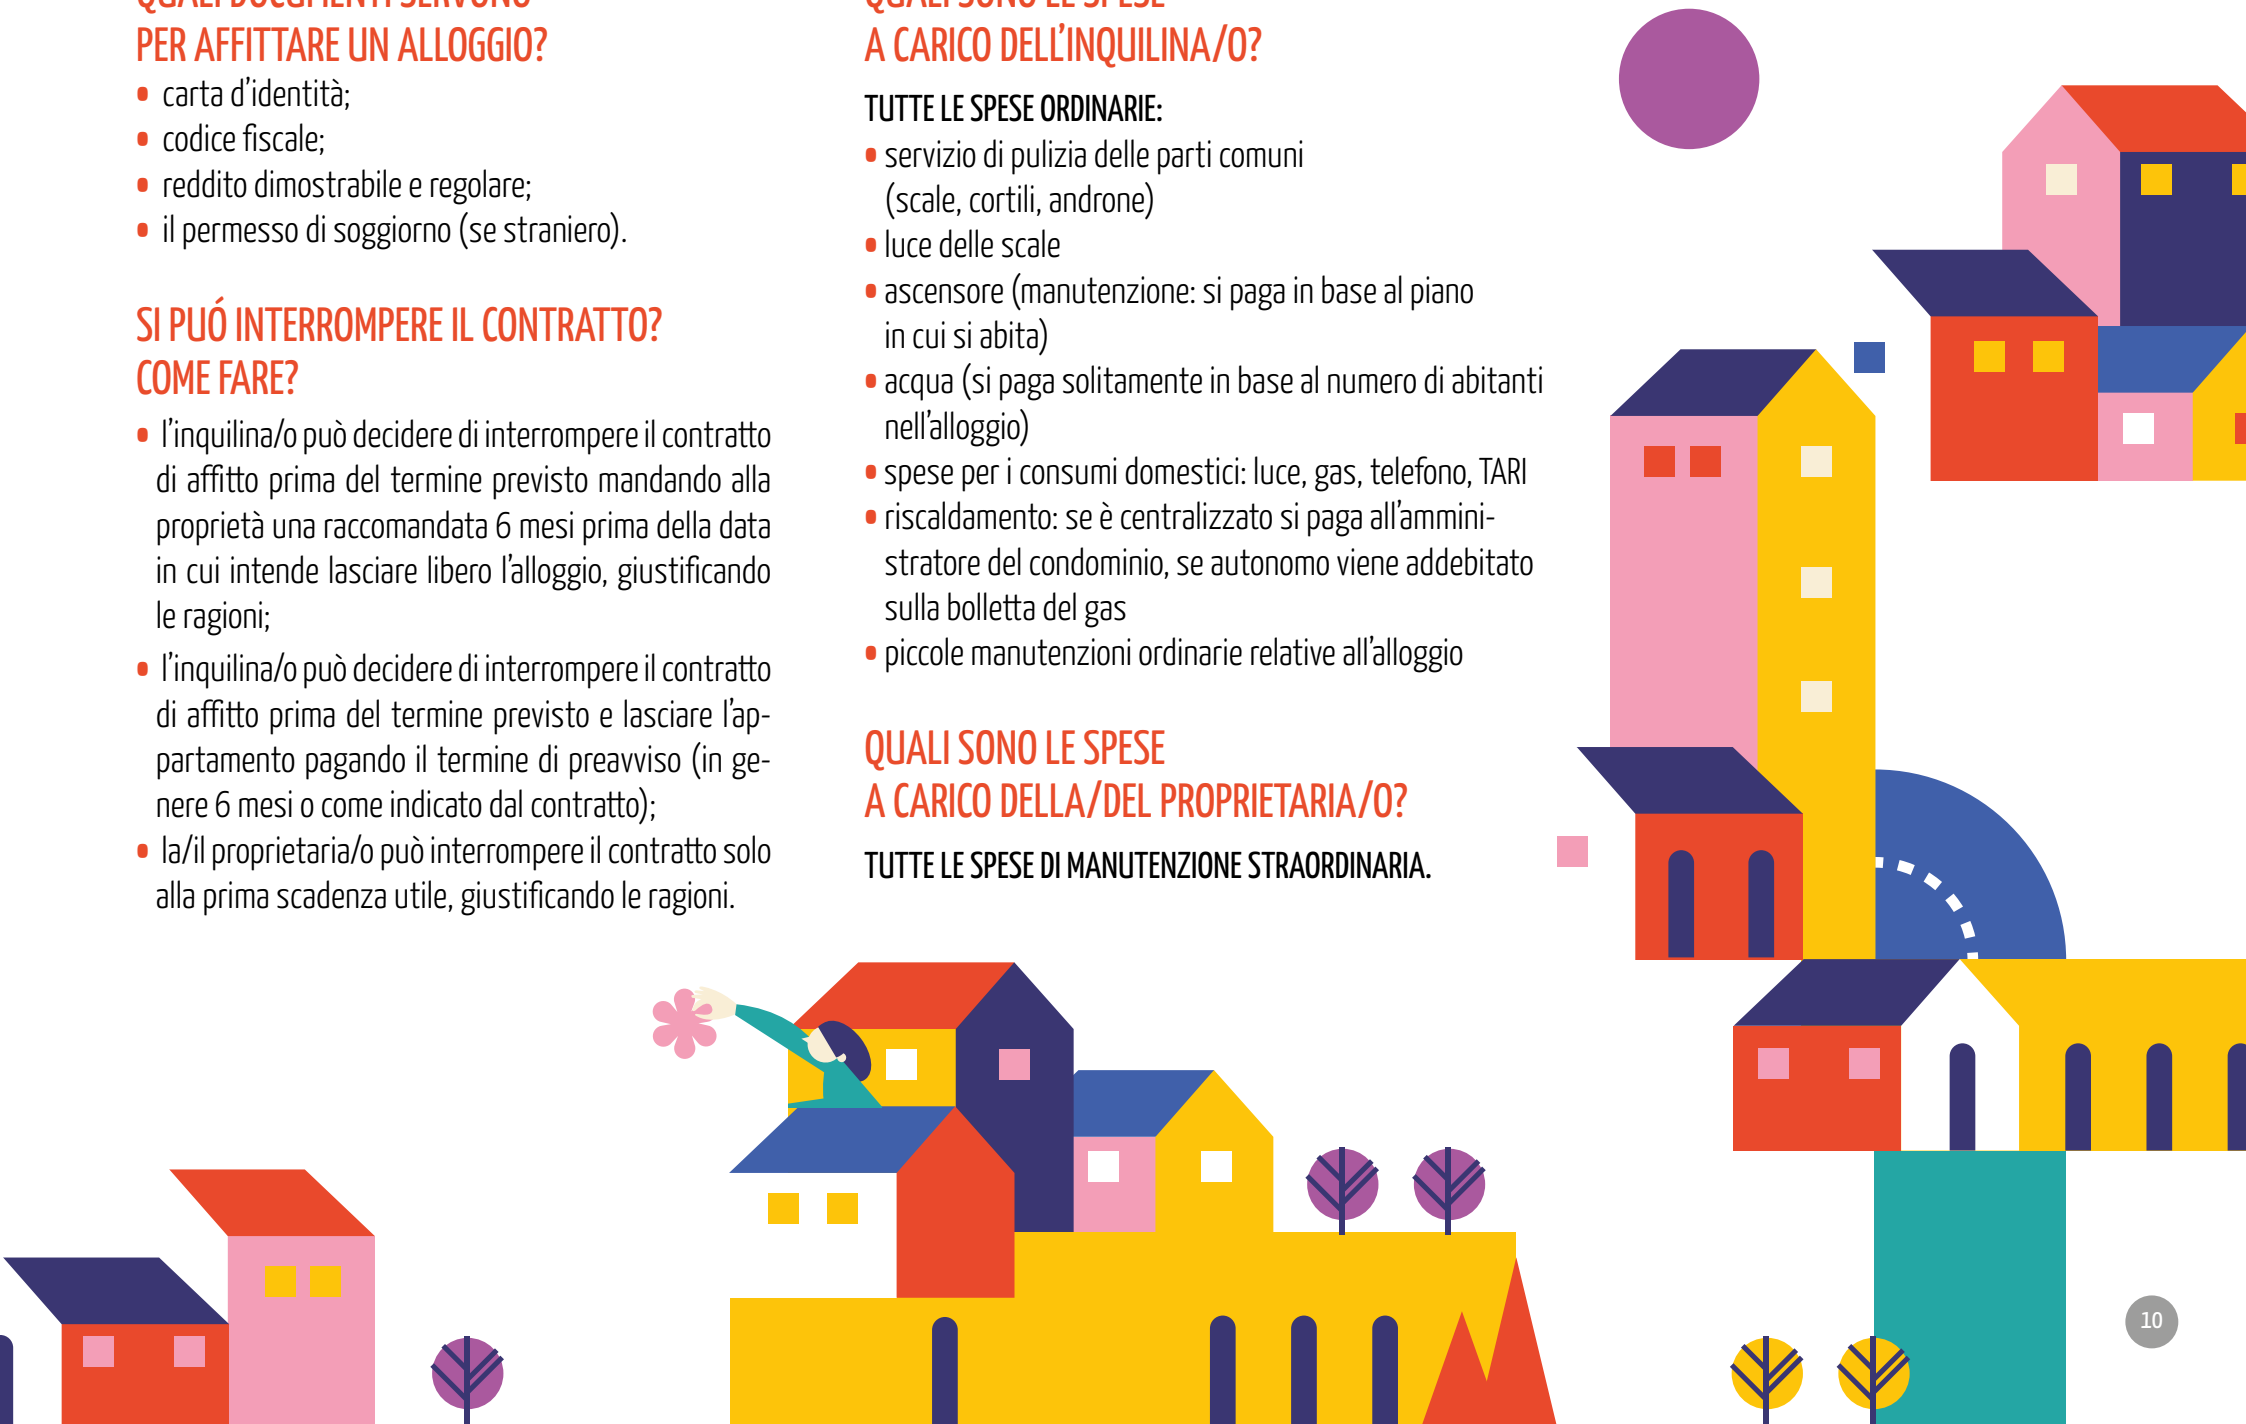 QUALI DOCUMENTI SERVONO
PER AFFITTARE UN ALLOGGIO?
• carta d'identità;
• codice fiscale;
• reddito dimostrabile e regolare;
• il permesso di soggiorno (se straniero).
SI PUÓ INTERROMPERE IL CONTRATTO?
COME FARE?
• l'inquilina/o può decidere di interrompere il contratto
di affitto prima del termine previsto mandando alla
proprietà una raccomandata 6 mesi prima della data
in cui intende lasciare libero l'alloggio, giustificando
le ragioni;
• l'inquilina/o può decidere di interrompere il contratto
di affitto prima del termine previsto e lasciare l'ap-
partamento pagando il termine di preavviso (in ge-
nere 6 mesi o come indicato dal contratto);
• la/il proprietaria/o può interrompere il contratto solo
alla prima scadenza utile, giustificando le ragioni.
QUALI SONO LE SPESE
A CARICO DELL'INQUILINA/O?
TUTTE LE SPESE ORDINARIE:
• servizio di pulizia delle parti comuni
(scale, cortili, androne)
• luce delle scale
• ascensore (manutenzione: si paga in base al piano
in cui si abita)
• acqua (si paga solitamente in base al numero di abitanti
nell'alloggio)
• spese per i consumi domestici: luce, gas, telefono, TARI
• riscaldamento: se è centralizzato si paga all'ammini-
stratore del condominio, se autonomo viene addebitato
sulla bolletta del gas
• piccole manutenzioni ordinarie relative all'alloggio
QUALI SONO LE SPESE
A CARICO DELLA/DEL PROPRIETARIA/O?
TUTTE LE SPESE DI MANUTENZIONE STRAORDINARIA.
10